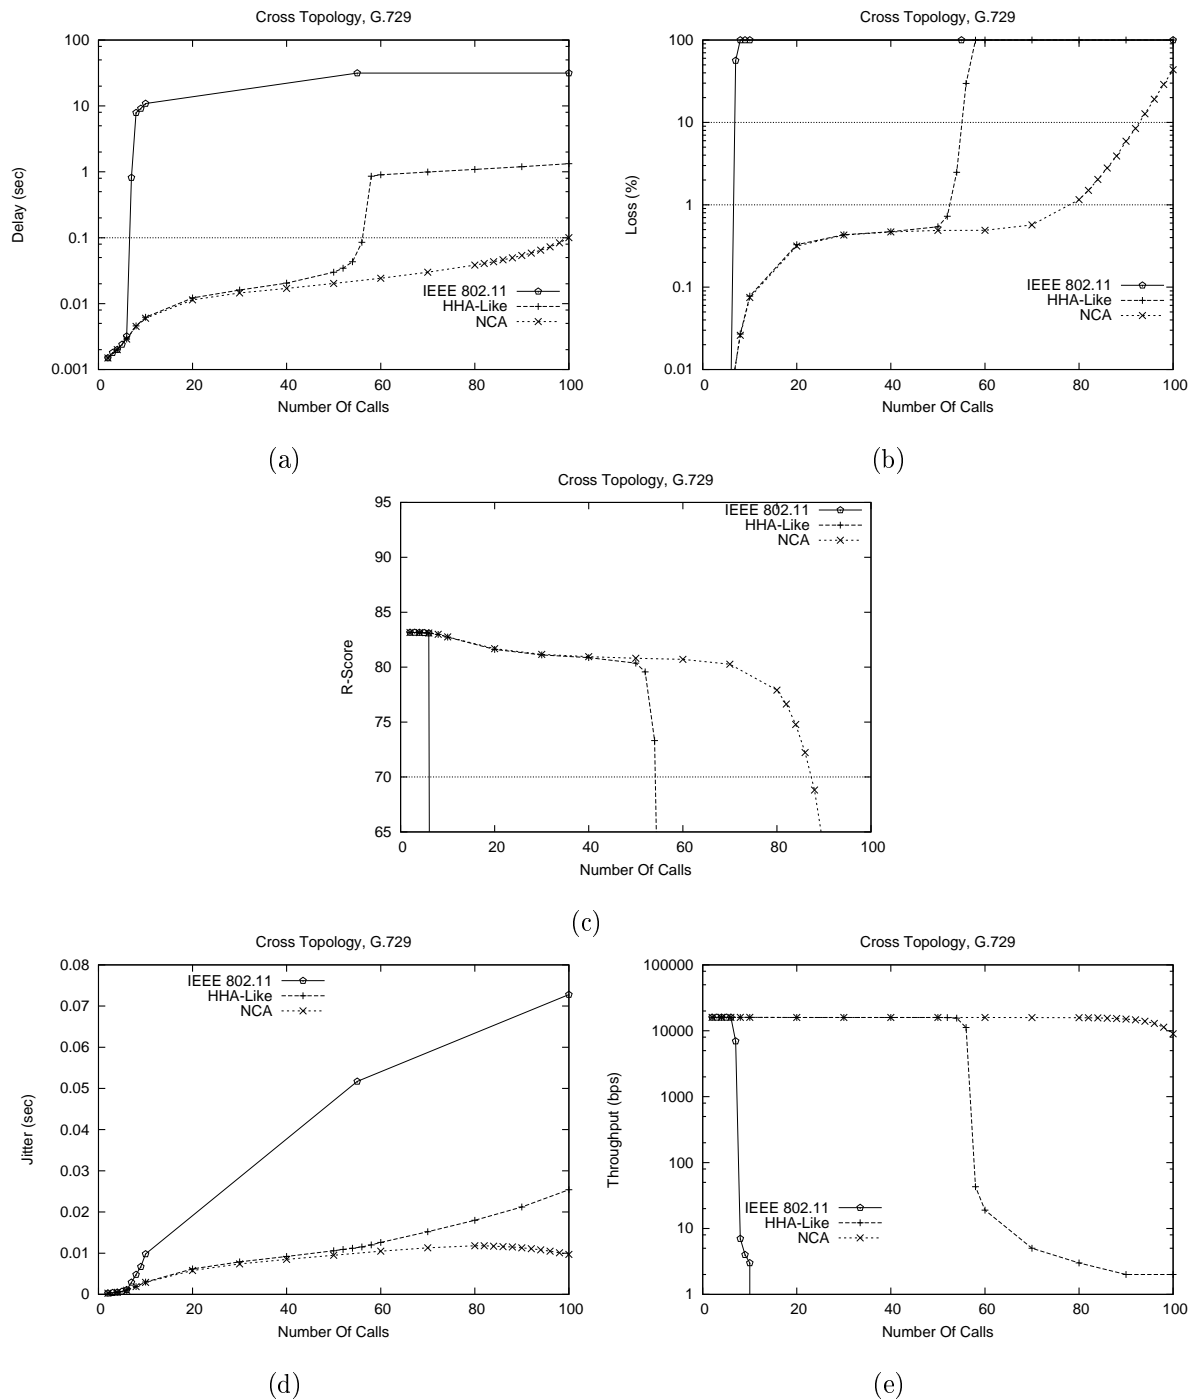 Cross Topology, G.729
100
10
1
0.1
0.01
0.001
Delay (sec)
IEEE 802.11
HHA-Like
NCA
0 20 40 60 80 100
Number Of Calls
(a)
Cross Topology, G.729
100
10
1
0.1
0.01
Loss (%)
IEEE 802.11
HHA-Like
NCA
0 20 40 60 80 100
Number Of Calls
(b)
Cross Topology, G.729
95
90
85
80
75
70
65
R-Score
IEEE 802.11
HHA-Like
NCA
0 20 40 60 80 100
Number Of Calls
(c)
Cross Topology, G.729
0.08
0.07
0.06
0.05
0.04
0.03
0.02
0.01
0
Jitter (sec)
IEEE 802.11
HHA-Like
NCA
0 20 40 60 80 100
Number Of Calls
(d)
Cross Topology, G.729
100000
10000
1000
100
10
1
Throughput (bps)
IEEE 802.11
HHA-Like
NCA
0 20 40 60 80 100
Number Of Calls
(e)